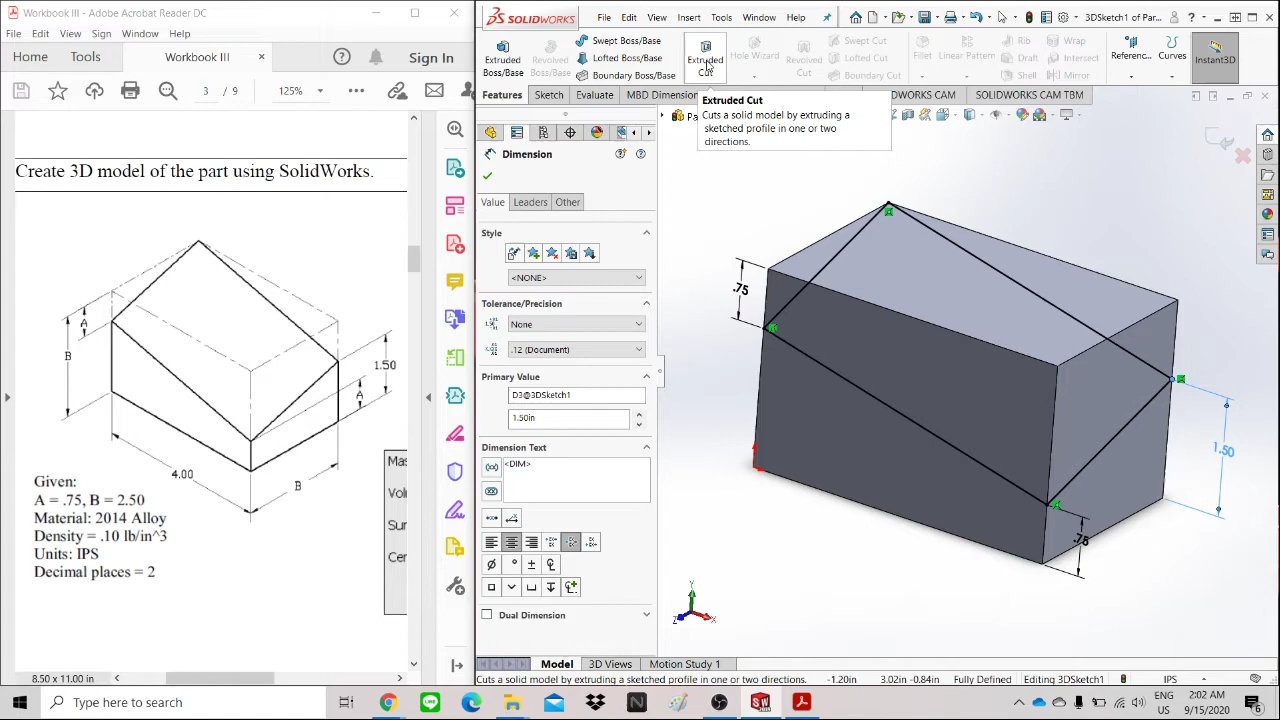 Workbook III - Adobe Acrobat Reader DC
File Edit View Sign Window Help
Home Tools Workbook III × Sign In
3 / 9 125%
Create 3D model of the part using SolidWorks.
A
B
1.50
A
4.00
B
Given:
A = .75, B = 2.50
Material: 2014 Alloy
Density = .10 lb/in^3
Units: IPS
Decimal places = 2
Mas
Volu
Sur
Cen
8.50 x 11.00 in
SOLIDWORKS
File Edit View Insert Tools Window Help
3DSketch1 of Par...
Extruded Boss/Base
Revolved Boss/Base
Swept Boss/Base
Lofted Boss/Base
Boundary Boss/Base
Extruded Cut
Hole Wizard
Revolved Cut
Swept Cut
Lofted Cut
Boundary Cut
Fillet
Linear Pattern
Rib
Draft
Shell
Wrap
Intersect
Mirror
Referenc...
Curves
Instant3D
Features Sketch Evaluate MBD Dimension
WORKS CAM SOLIDWORKS CAM TBM
Extruded Cut
Cuts a solid model by extruding a
sketched profile in one or two
directions.
Pa
Dimension
Value Leaders Other
Style
<NONE>
Tolerance/Precision
None
.12 (Document)
Primary Value
D3@3DSketch1
1.50in
Dimension Text
<DIM>
Dual Dimension
.75
1.50
.75
Y
Z
X
Model 3D Views Motion Study 1
Cuts a solid model by extruding a sketched profile in one or two directions. -1.20in 3.02in -0.84in Fully Defined Editing 3DSketch1 IPS
Type here to search
ENG
US
2:02 AM
9/15/2020
6